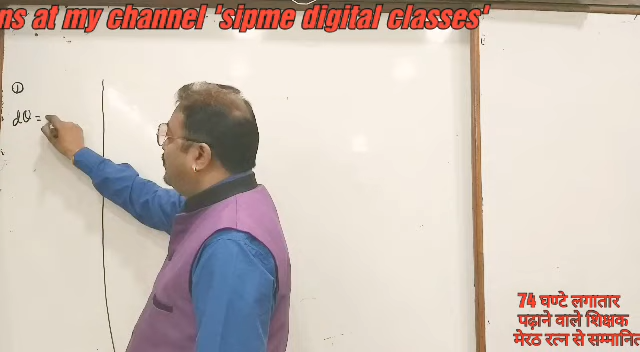 ns at my channel 'sipme digital classes'
①
dQ =
74 घण्टे लगातार
पढ़ाने वाले शिक्षक
मेरठ रत्न से सम्मानित